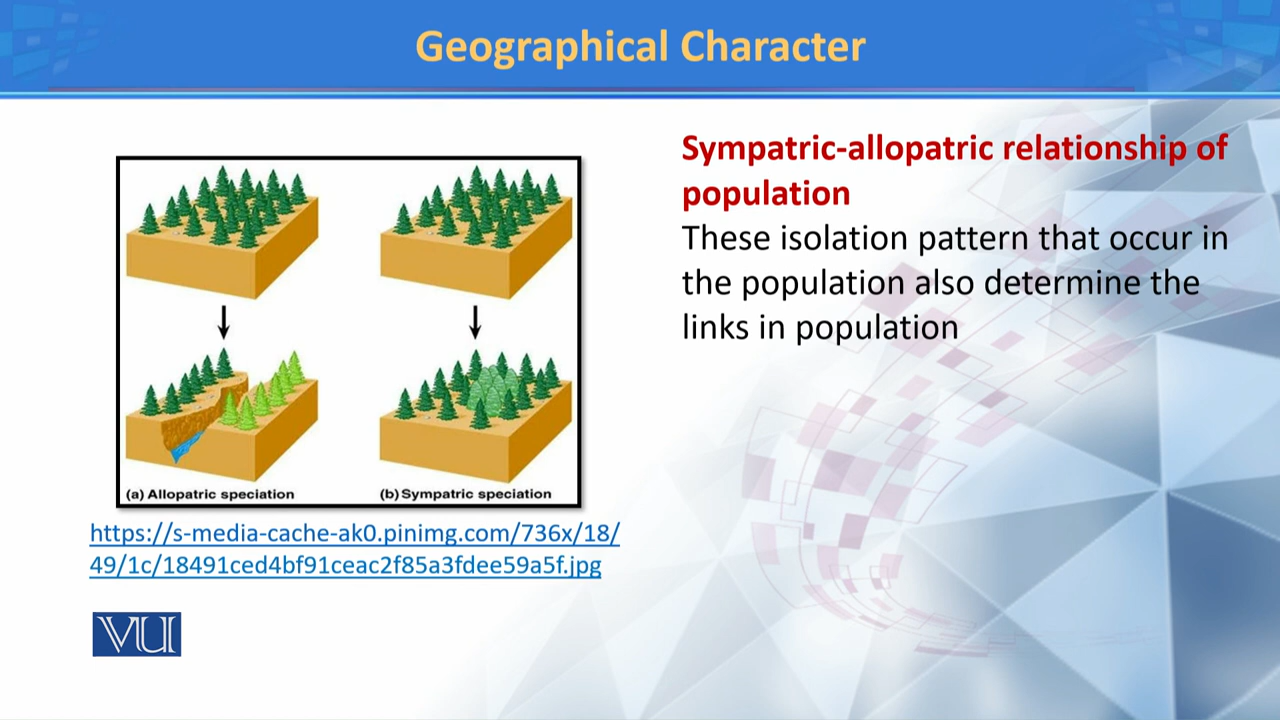 Geographical Character
Sympatric-allopatric relationship of
population
These isolation pattern that occur in
the population also determine the
links in population
(a) Allopatric speciation
(b) Sympatric speciation
https://s-media-cache-ak0.pinimg.com/736x/18/
49/1c/18491ced4bf91ceac2f85a3fdee59a5f.jpg
VU